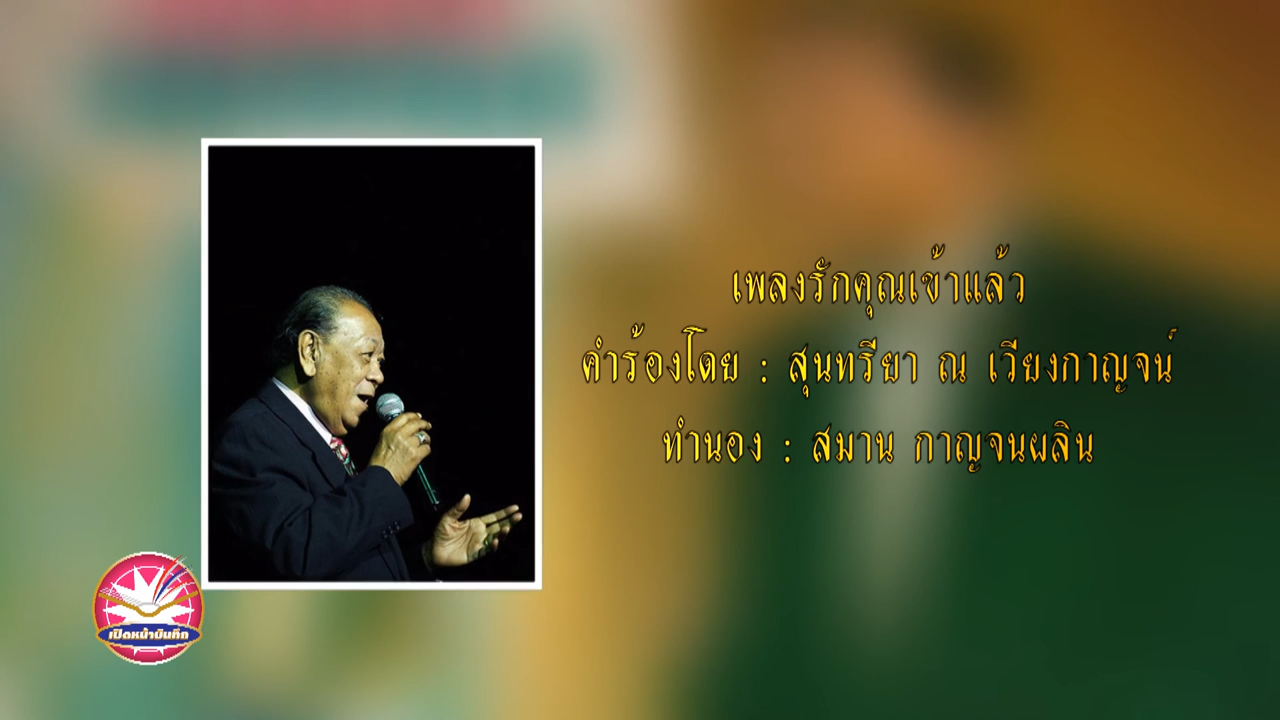 เพลงรักคุณเข้าแล้ว
คำร้องโดย : สุนทรียา ณ เวียงกาญจน์
ทำนอง : สมาน กาญจนผลิน
เปิดหน้าบันทึก